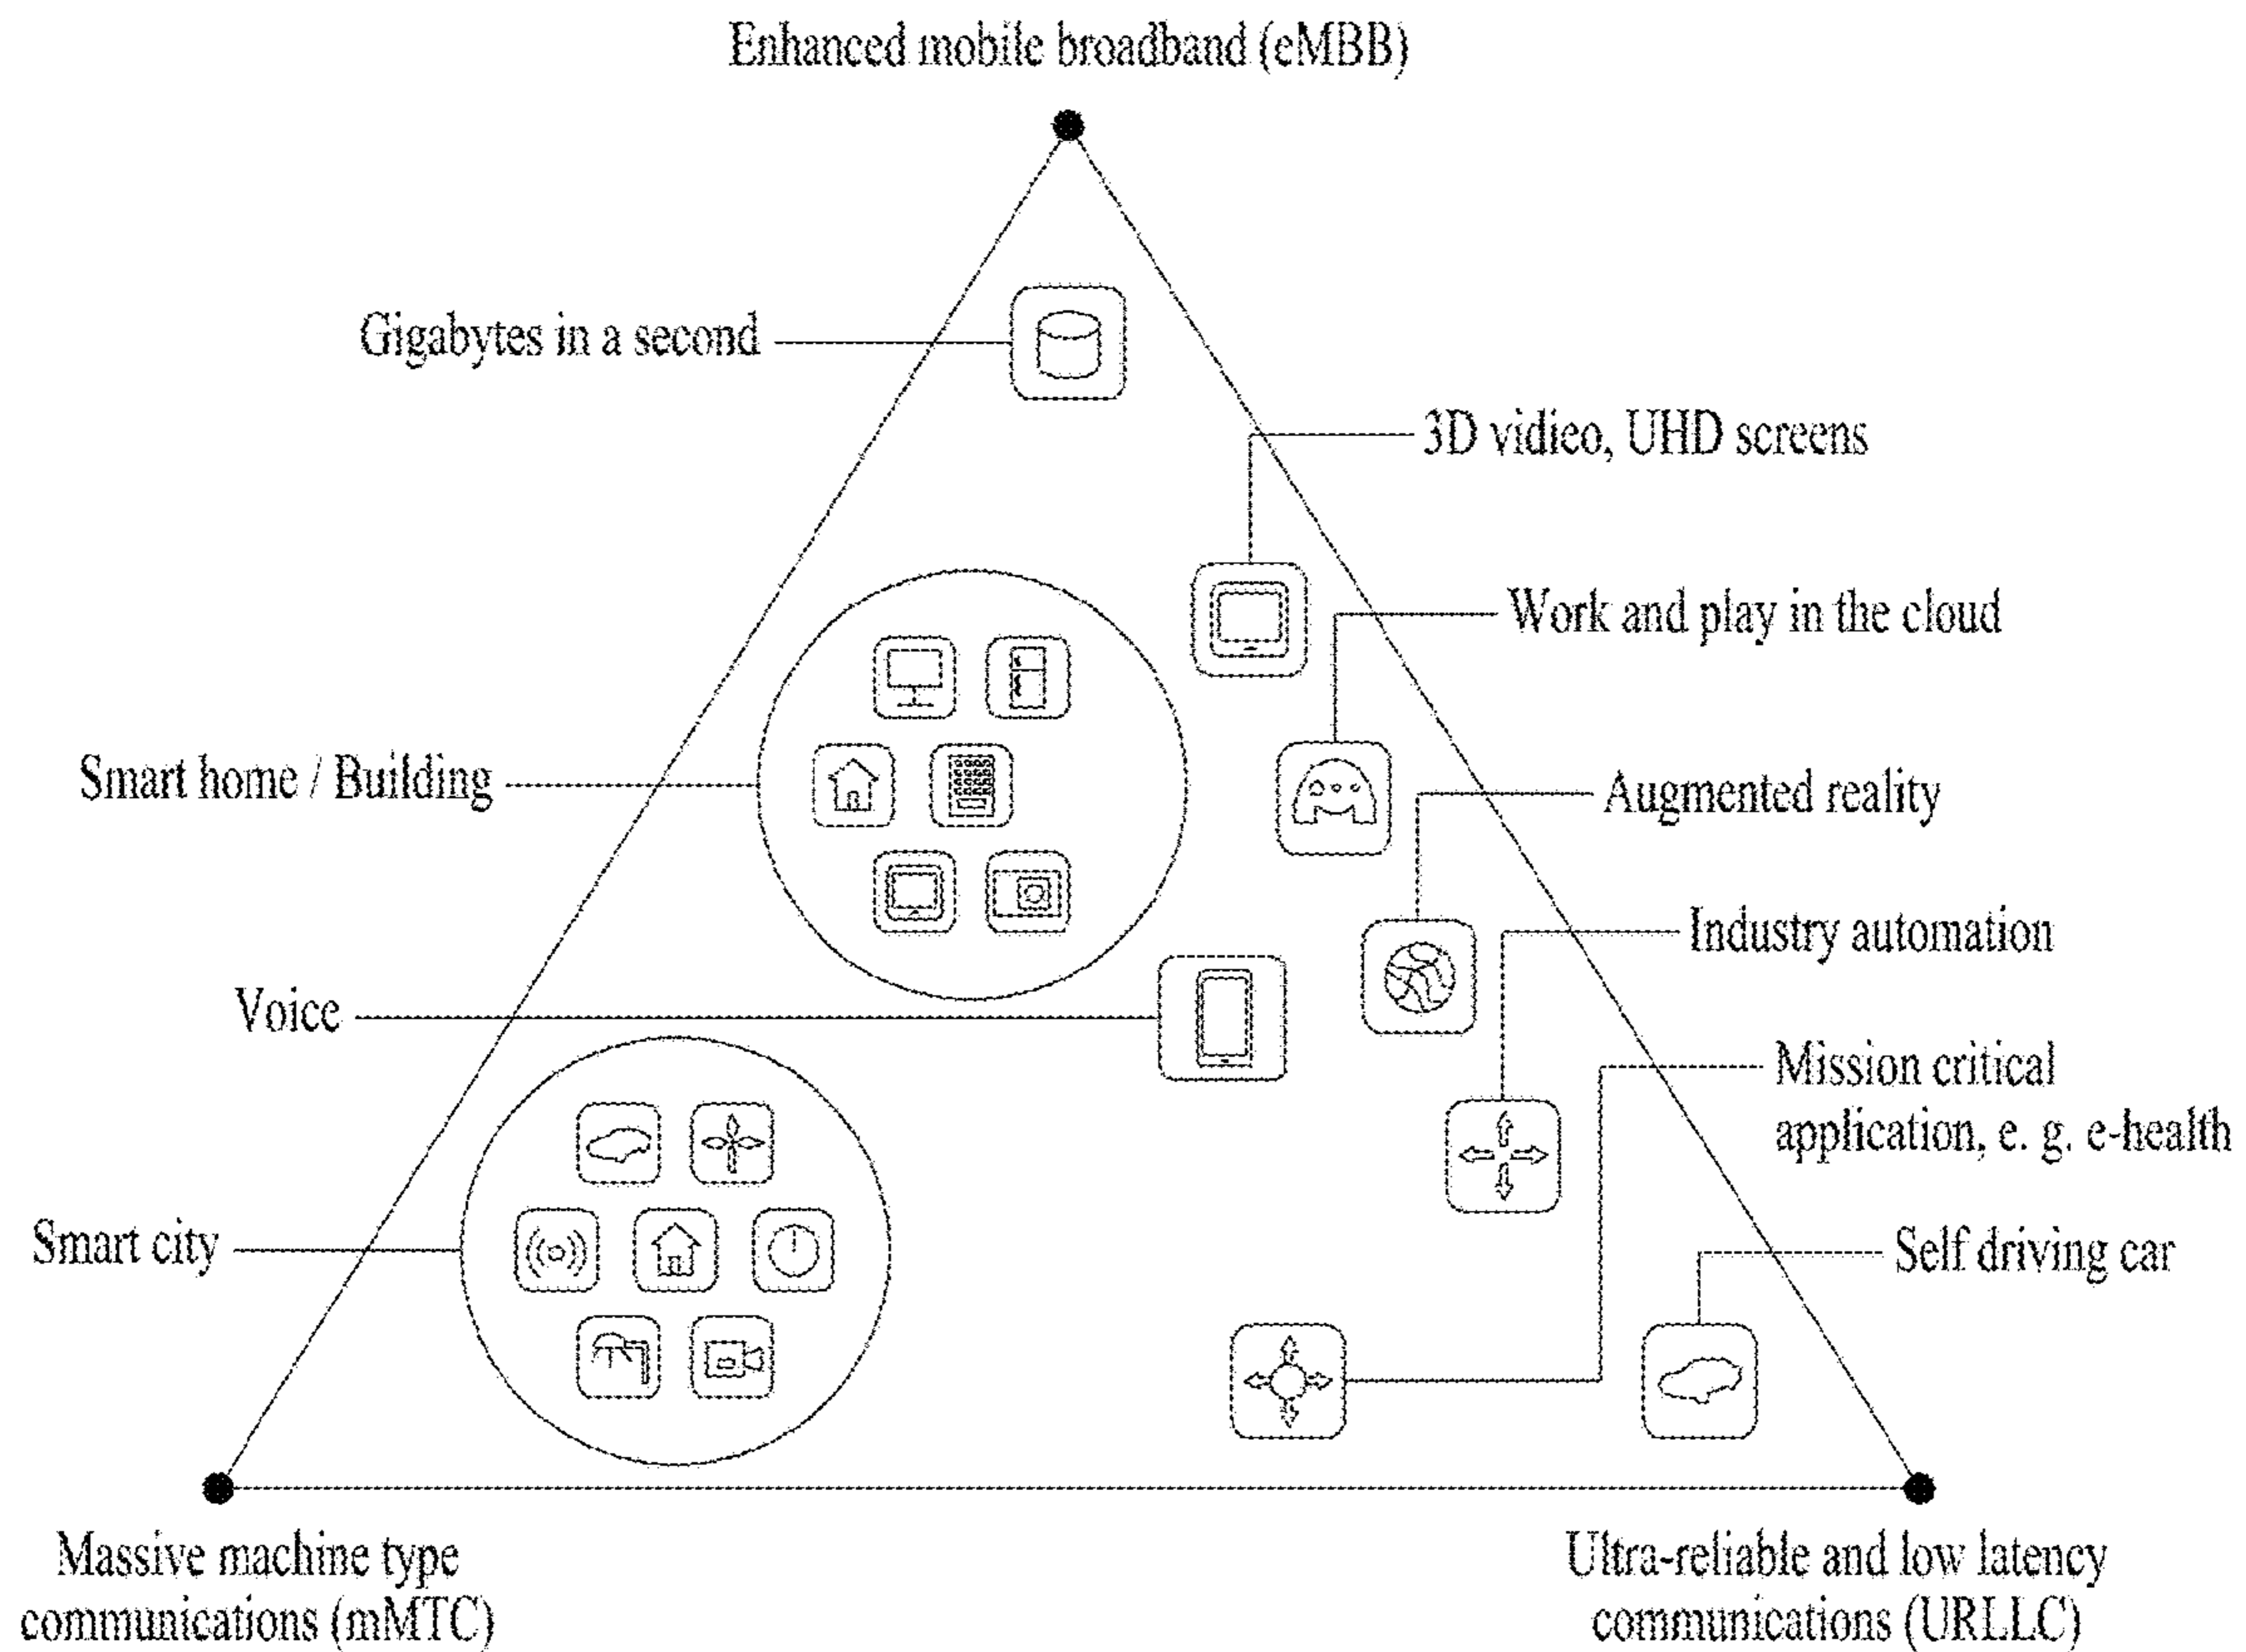 Enhanced mobile broadband (eMBB)
Gigabytes in a second
3D vidieo, UHD screens
Work and play in the cloud
Smart home / Building
Augmented reality
Industry automation
Voice
Mission critical
application, e. g. e-health
Smart city
Self driving car
Massive machine type
communications (mMTC)
Ultra-reliable and low latency
communications (URLLC)